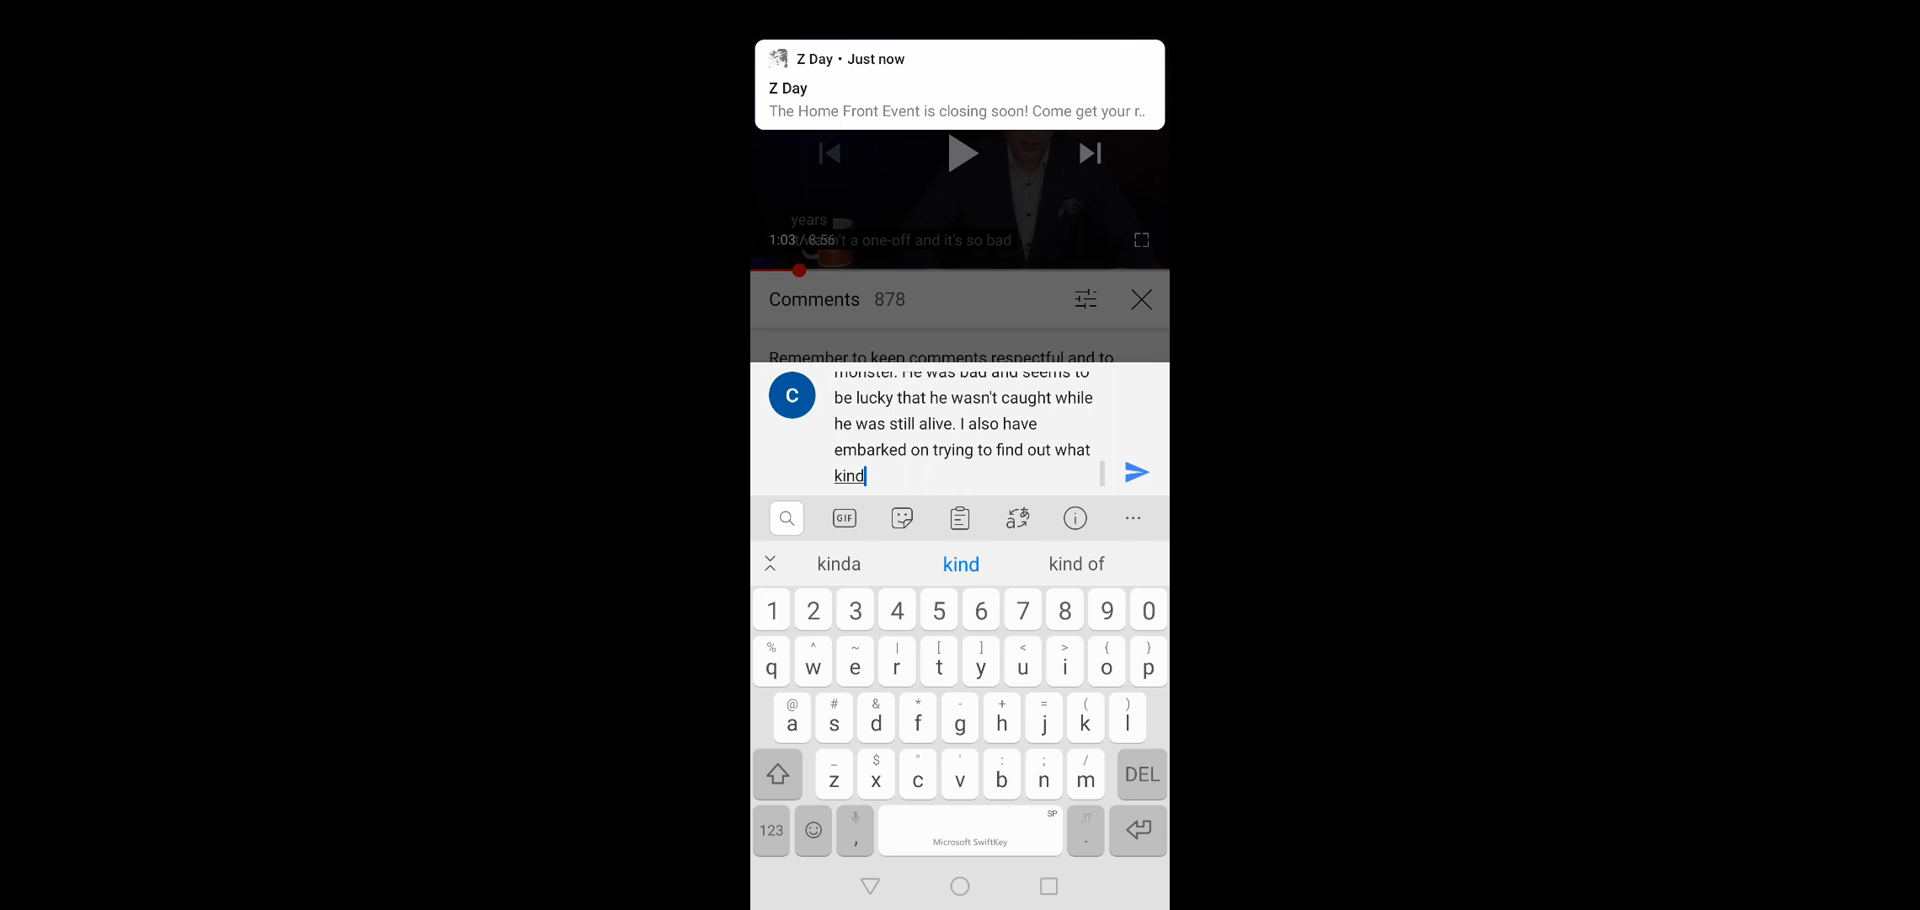 Z Day • Just now
Z Day
The Home Front Event is closing soon! Come get your r..
years
1:03 / 8:56
wasn't a one-off and it's so bad
Comments 878
Remember to keep comments respectful and to
monster. He was bad and seems to
C
be lucky that he wasn't caught while
he was still alive. I also have
embarked on trying to find out what
kind
GIF
kinda kind kind of
1 2 3 4 5 6 7 8 9 0
% ^ ~ | [ ] < > { }
q w e r t y u i o p
@ # & * - + = ( )
a s d f g h j k l
_ $ " ' : ; /
z x c v b n m DEL
SP
123 , Microsoft SwiftKey ,!? .